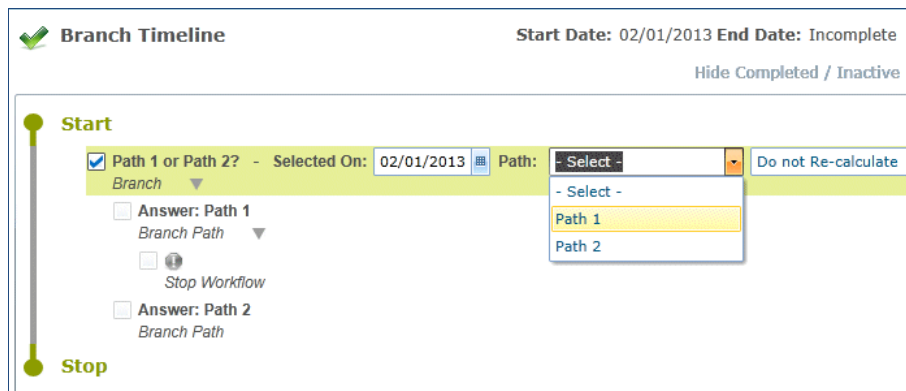 Branch Timeline Start Date: 02/01/2013 End Date: Incomplete
Hide Completed / Inactive
Start
Path 1 or Path 2? - Selected On: 02/01/2013 Path: - Select - Do not Re-calculate
Branch
- Select -
Answer: Path 1
Path 1
Branch Path
Path 2
Stop Workflow
Answer: Path 2
Branch Path
Stop